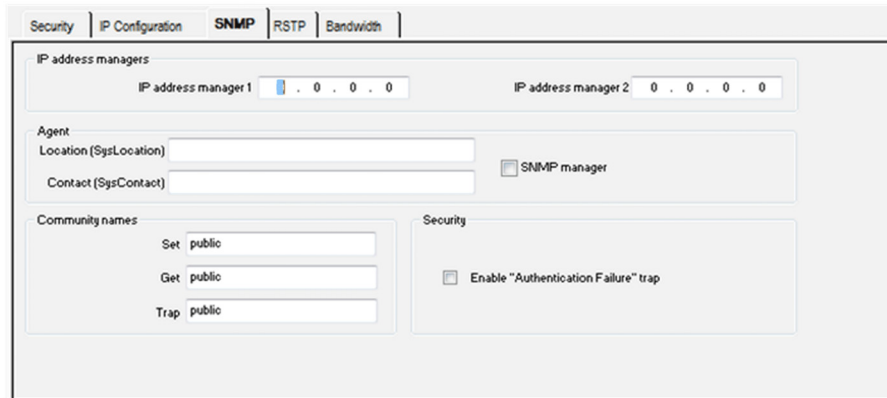 Security IP Configuration SNMP RSTP Bandwidth
IP address managers
IP address manager 1 . 0 . 0 . 0 IP address manager 2 0 . 0 . 0 . 0
Agent
Location (SysLocation)
SNMP manager
Contact (SysContact)
Community names Security
Set public
Get public Enable "Authentication Failure" trap
Trap public